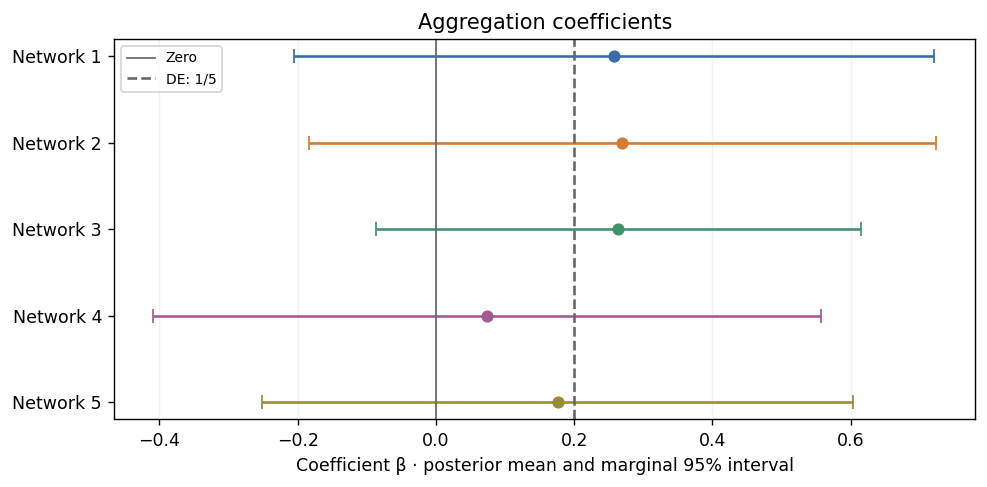 Aggregation coefficients
Zero
DE: 1/5
Network 1
Network 2
Network 3
Network 4
Network 5
−0.4 −0.2 0.0 0.2 0.4 0.6
Coefficient β · posterior mean and marginal 95% interval